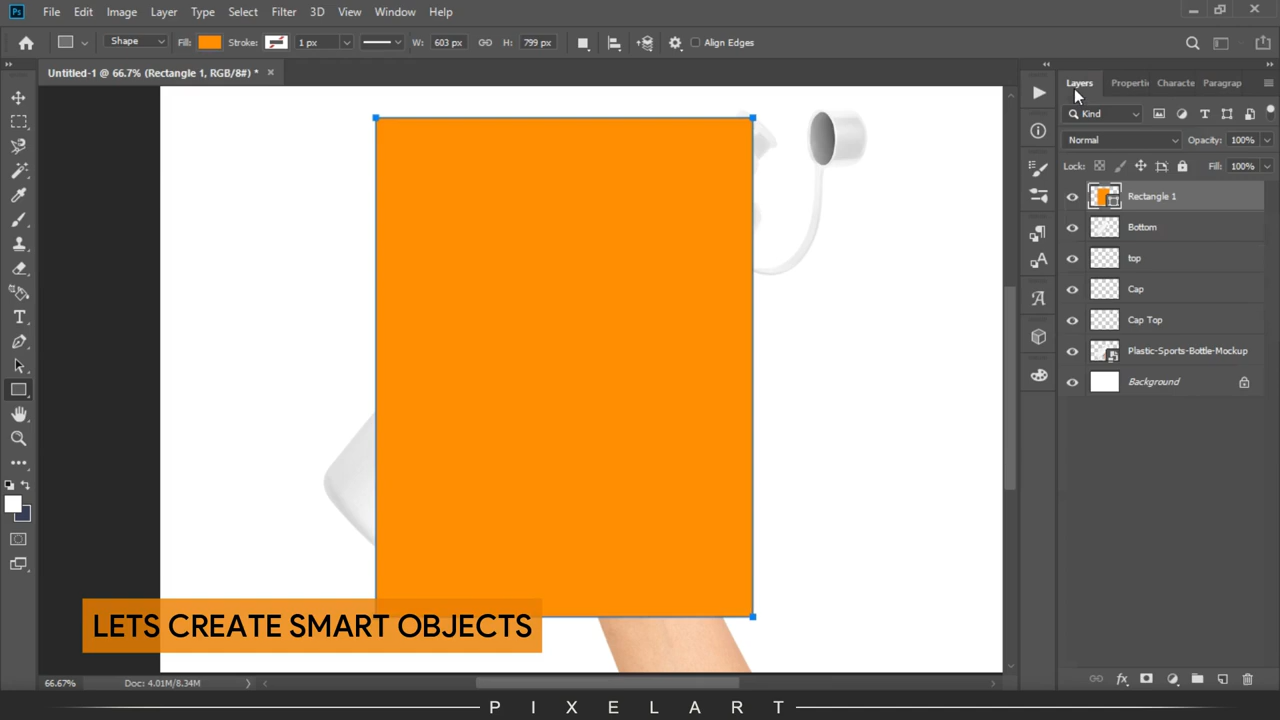 Ps File Edit Image Layer Type Select Filter 3D View Window Help
Shape Fill: Stroke: 1 px W: 603 px H: 799 px Align Edges
Untitled-1 @ 66.7% (Rectangle 1, RGB/8#) *
Layers Properti Characte Paragrap
Kind
Normal Opacity: 100%
Lock: Fill: 100%
Rectangle 1
Bottom
top
Cap
Cap Top
Plastic-Sports-Bottle-Mockup
Background
LETS CREATE SMART OBJECTS
66.67% Doc: 4.01M/8.34M
PIXELART